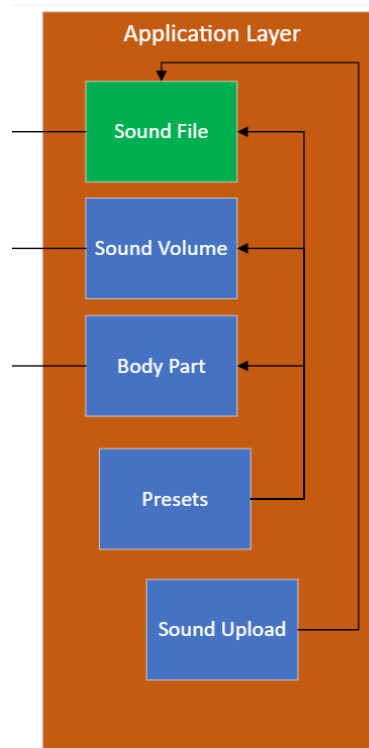 Application Layer
Sound File
Sound Volume
Body Part
Presets
Sound Upload